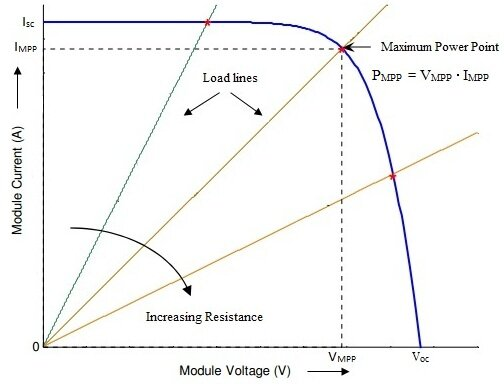 Isc
IMPP
Maximum Power Point
PMPP = VMPP · IMPP
Load lines
Module Current (A)
Increasing Resistance
0
VMPP
Voc
Module Voltage (V)